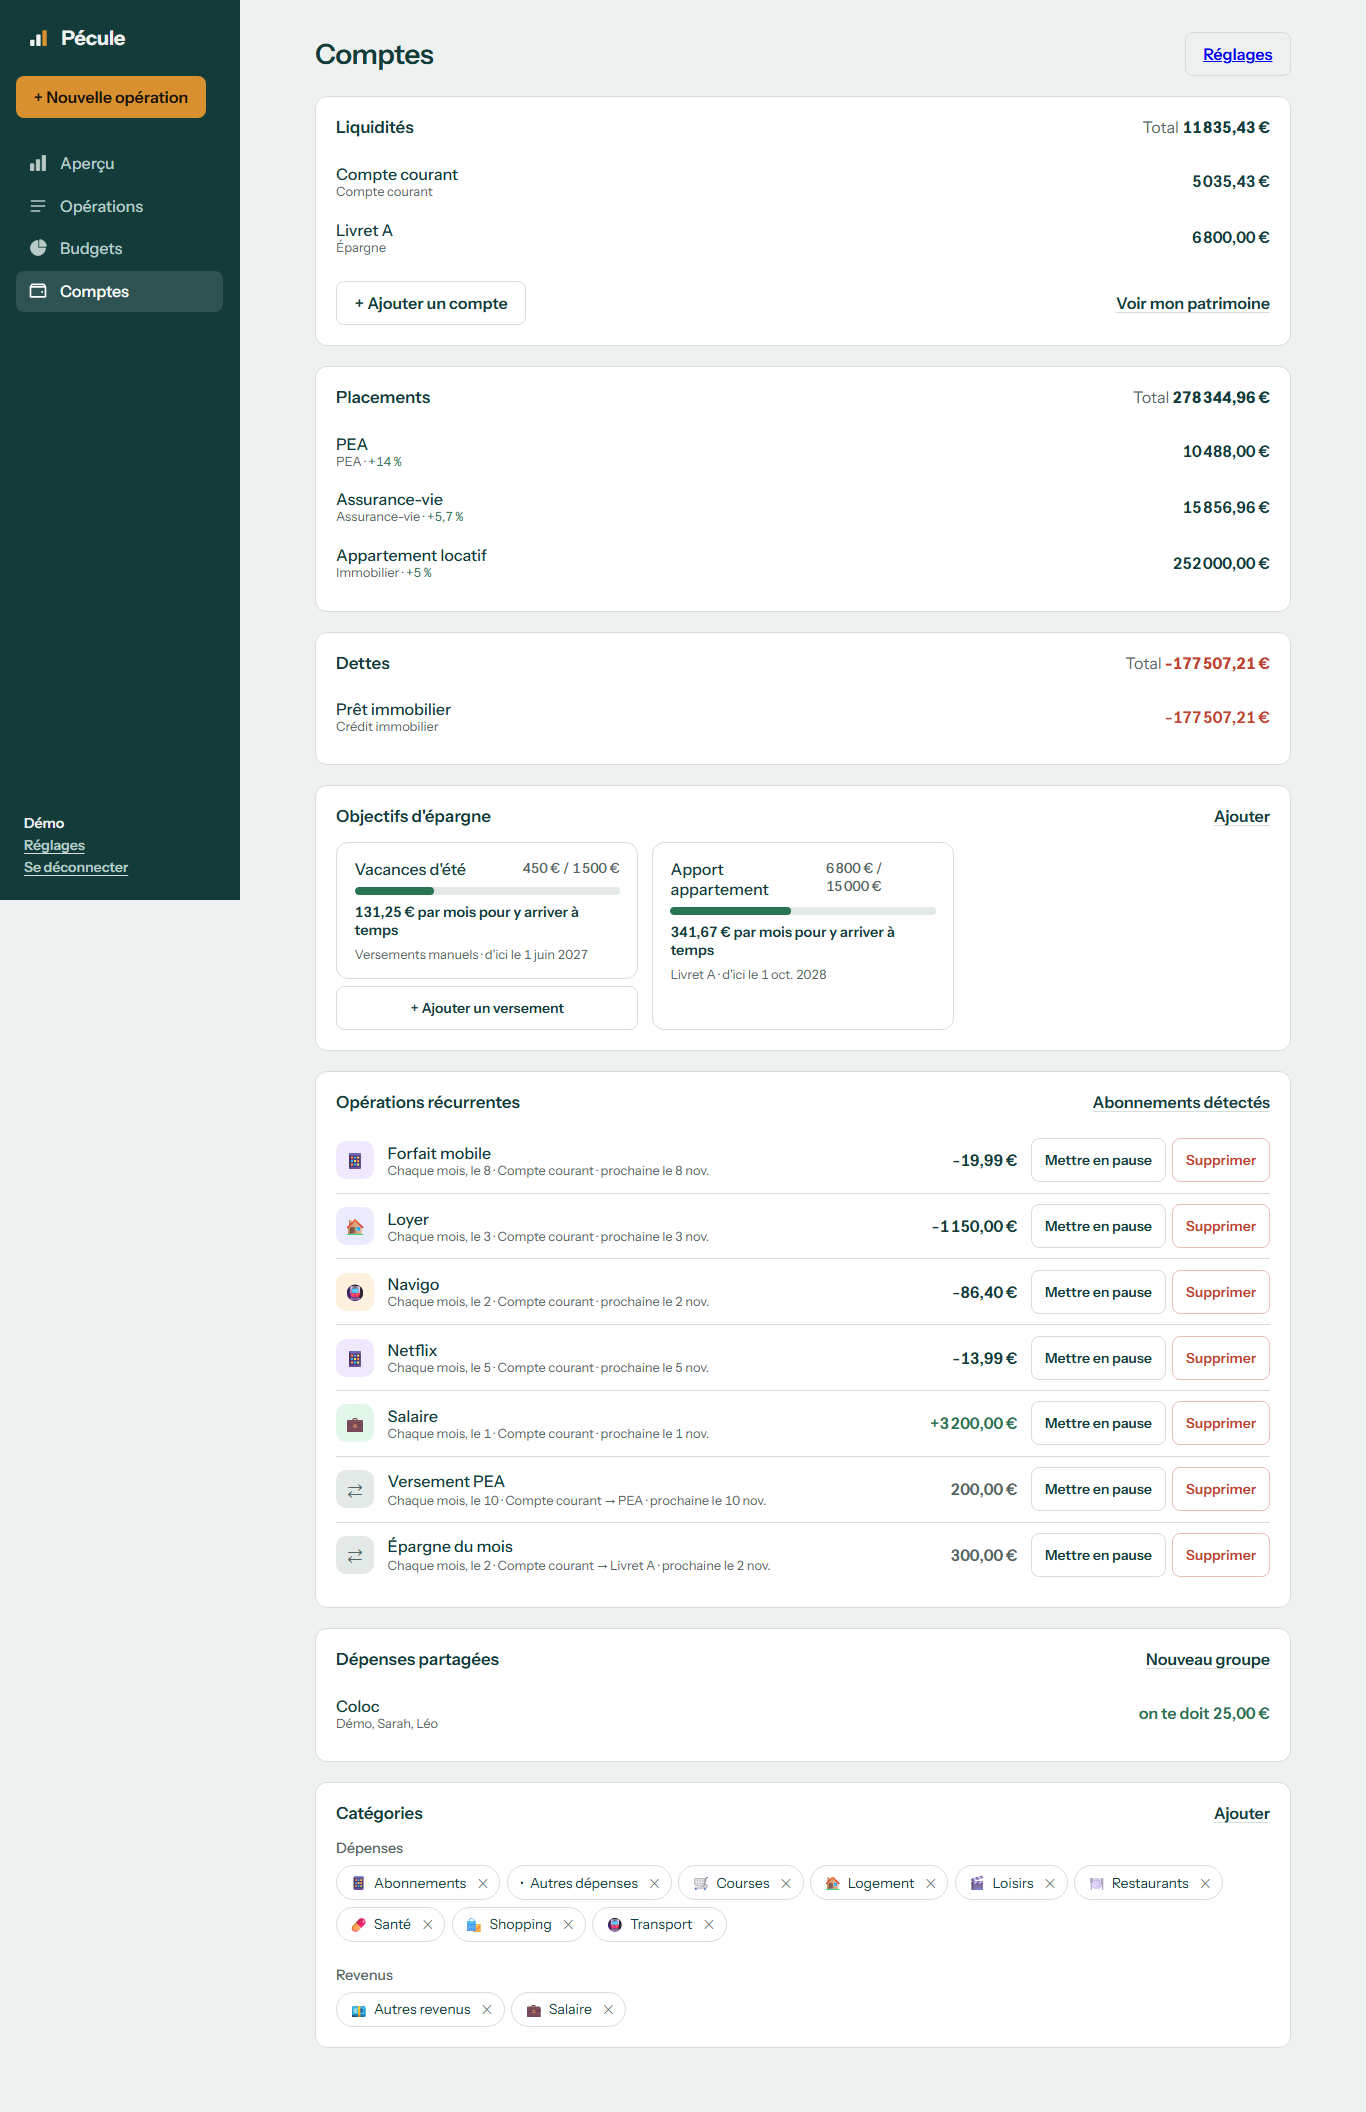 Pécule
+ Nouvelle opération
Aperçu
Opérations
Budgets
Comptes
Démo
Réglages
Se déconnecter
Comptes
Réglages
Liquidités
Total 11 835,43 €
Compte courant
Compte courant
5 035,43 €
Livret A
Épargne
6 800,00 €
+ Ajouter un compte
Voir mon patrimoine
Placements
Total 278 344,96 €
PEA
PEA · +14 %
10 488,00 €
Assurance-vie
Assurance-vie · +5,7 %
15 856,96 €
Appartement locatif
Immobilier · +5 %
252 000,00 €
Dettes
Total -177 507,21 €
Prêt immobilier
Crédit immobilier
-177 507,21 €
Objectifs d'épargne
Ajouter
Vacances d'été
450 € / 1 500 €
131,25 € par mois pour y arriver à
temps
Versements manuels · d'ici le 1 juin 2027
+ Ajouter un versement
Apport
appartement
6 800 € /
15 000 €
341,67 € par mois pour y arriver à
temps
Livret A · d'ici le 1 oct. 2028
Opérations récurrentes
Abonnements détectés
Forfait mobile
Chaque mois, le 8 · Compte courant · prochaine le 8 nov.
-19,99 €
Mettre en pause
Supprimer
Loyer
Chaque mois, le 3 · Compte courant · prochaine le 3 nov.
-1 150,00 €
Mettre en pause
Supprimer
Navigo
Chaque mois, le 2 · Compte courant · prochaine le 2 nov.
-86,40 €
Mettre en pause
Supprimer
Netflix
Chaque mois, le 5 · Compte courant · prochaine le 5 nov.
-13,99 €
Mettre en pause
Supprimer
Salaire
Chaque mois, le 1 · Compte courant · prochaine le 1 nov.
+3 200,00 €
Mettre en pause
Supprimer
Versement PEA
Chaque mois, le 10 · Compte courant → PEA · prochaine le 10 nov.
200,00 €
Mettre en pause
Supprimer
Épargne du mois
Chaque mois, le 2 · Compte courant → Livret A · prochaine le 2 nov.
300,00 €
Mettre en pause
Supprimer
Dépenses partagées
Nouveau groupe
Coloc
Démo, Sarah, Léo
on te doit 25,00 €
Catégories
Ajouter
Dépenses
Abonnements ×
· Autres dépenses ×
Courses ×
Logement ×
Loisirs ×
Restaurants ×
Santé ×
Shopping ×
Transport ×
Revenus
Autres revenus ×
Salaire ×